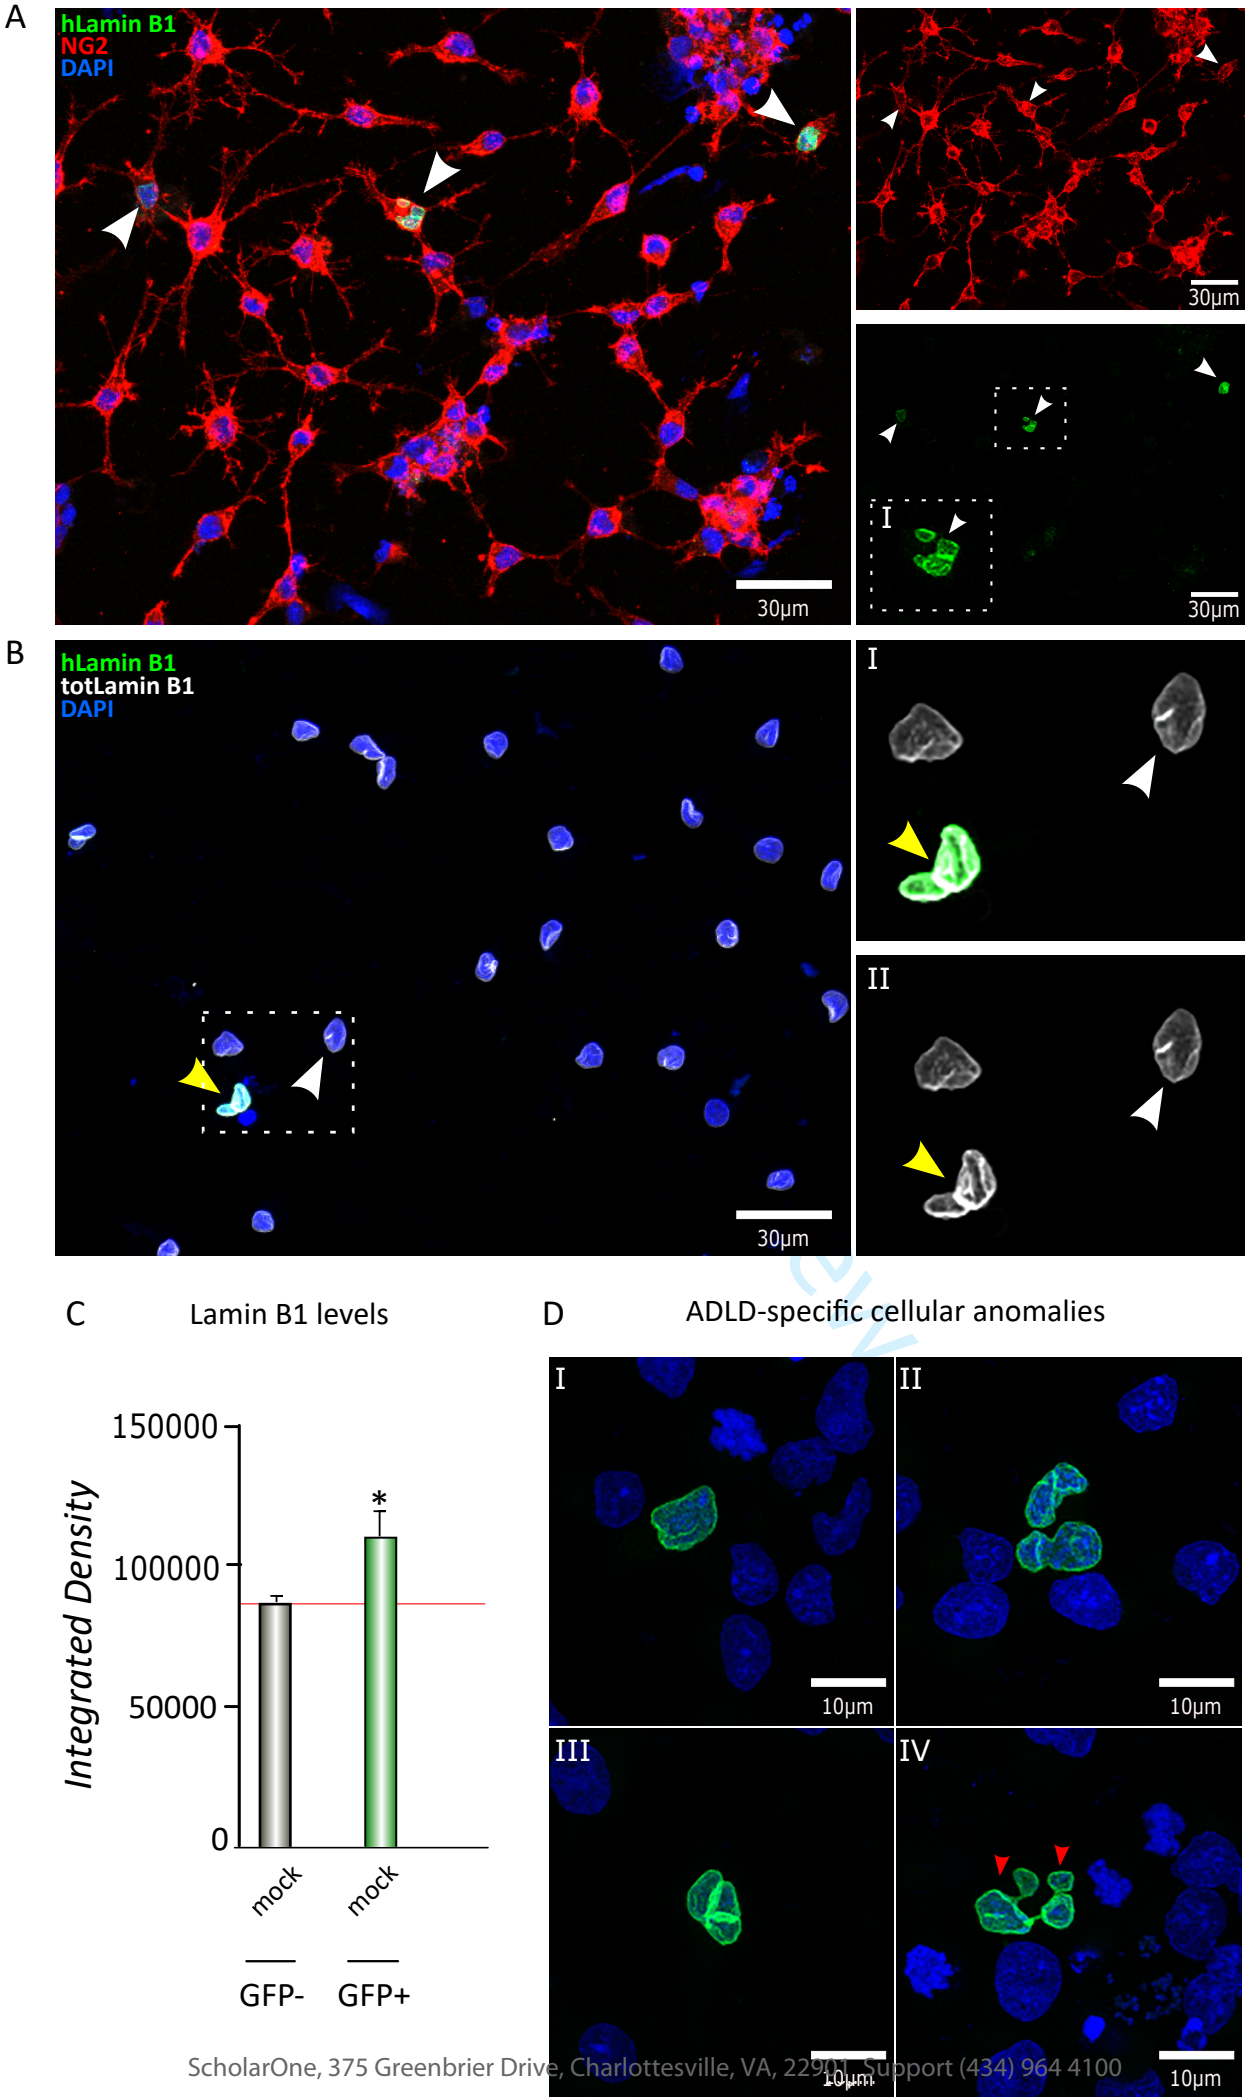 A
hLamin B1
NG2
DAPI
30µm
30µm
I
30µm
B
hLamin B1
totLamin B1
DAPI
30µm
I
II
C
Lamin B1 levels
Integrated Density
150000
100000
50000
0
*
mock
mock
GFP-
GFP+
D
ADLD-specific cellular anomalies
I
10µm
II
10µm
III
10µm
IV
10µm
ew
ScholarOne, 375 Greenbrier Drive, Charlottesville, VA, 22901 Support (434) 964 4100